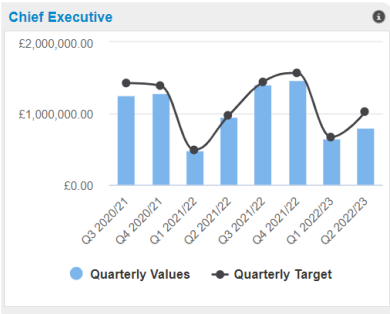 Chief Executive
£2,000,000.00
£1,000,000.00
£0.00
Q3 2020/21
Q4 2020/21
Q1 2021/22
Q2 2021/22
Q3 2021/22
Q4 2021/22
Q1 2022/23
Q2 2022/23
Quarterly Values
Quarterly Target